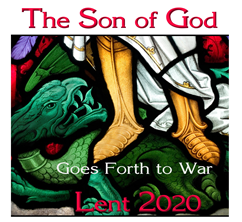 The Son of God
Goes Forth to War
Lent 2020